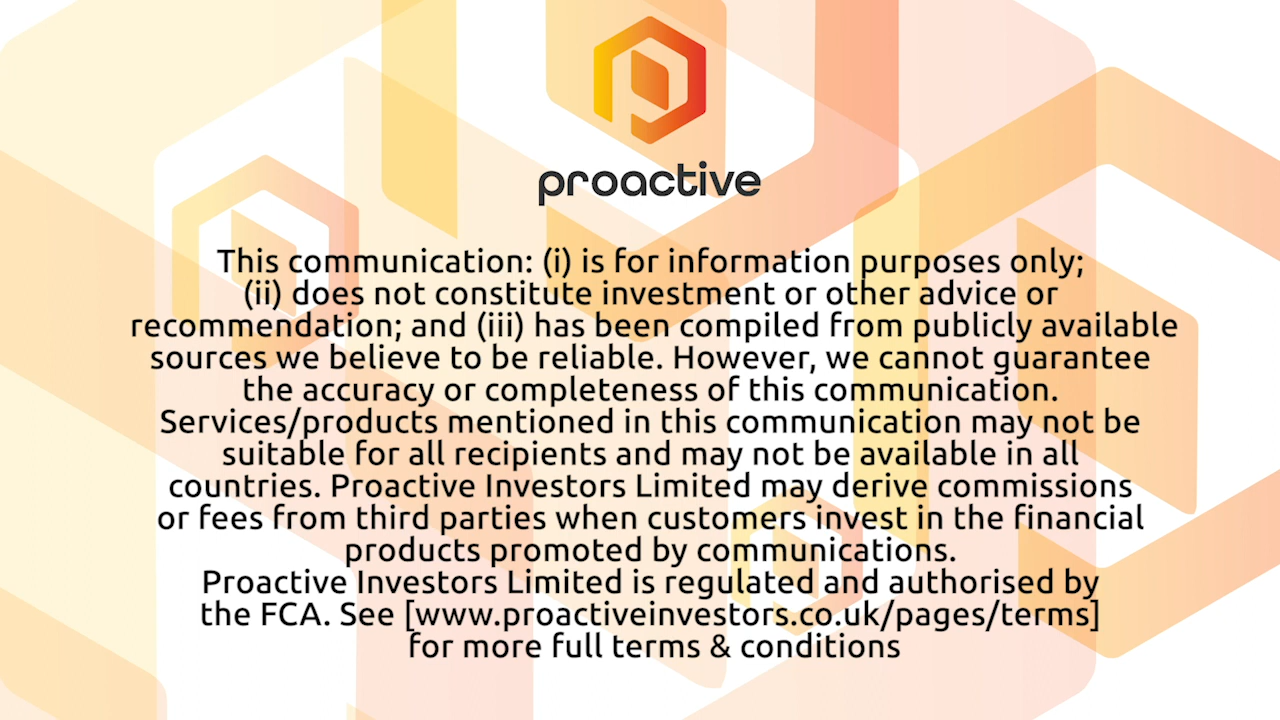 proactive
This communication: (i) is for information purposes only;
(ii) does not constitute investment or other advice or
recommendation; and (iii) has been compiled from publicly available
sources we believe to be reliable. However, we cannot guarantee
the accuracy or completeness of this communication.
Services/products mentioned in this communication may not be
suitable for all recipients and may not be available in all
countries. Proactive Investors Limited may derive commissions
or fees from third parties when customers invest in the financial
products promoted by communications.
Proactive Investors Limited is regulated and authorised by
the FCA. See [www.proactiveinvestors.co.uk/pages/terms]
for more full terms & conditions